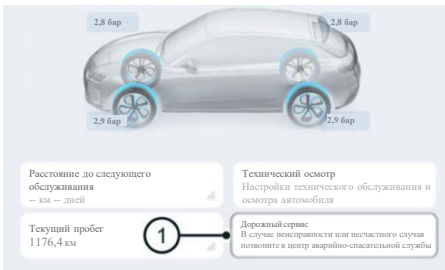 2,8 бар
2,8 бар
2,9 бар
2,9 бар
Расстояние до следующего
обслуживания
-- км -- дней
Технический осмотр
Настройки технического обслуживания и
осмотра автомобиля
Текущий пробег
1176,4 км
1
Дорожный сервис
В случае неисправности или несчастного случая
позвоните в центр аварийно-спасательной службы